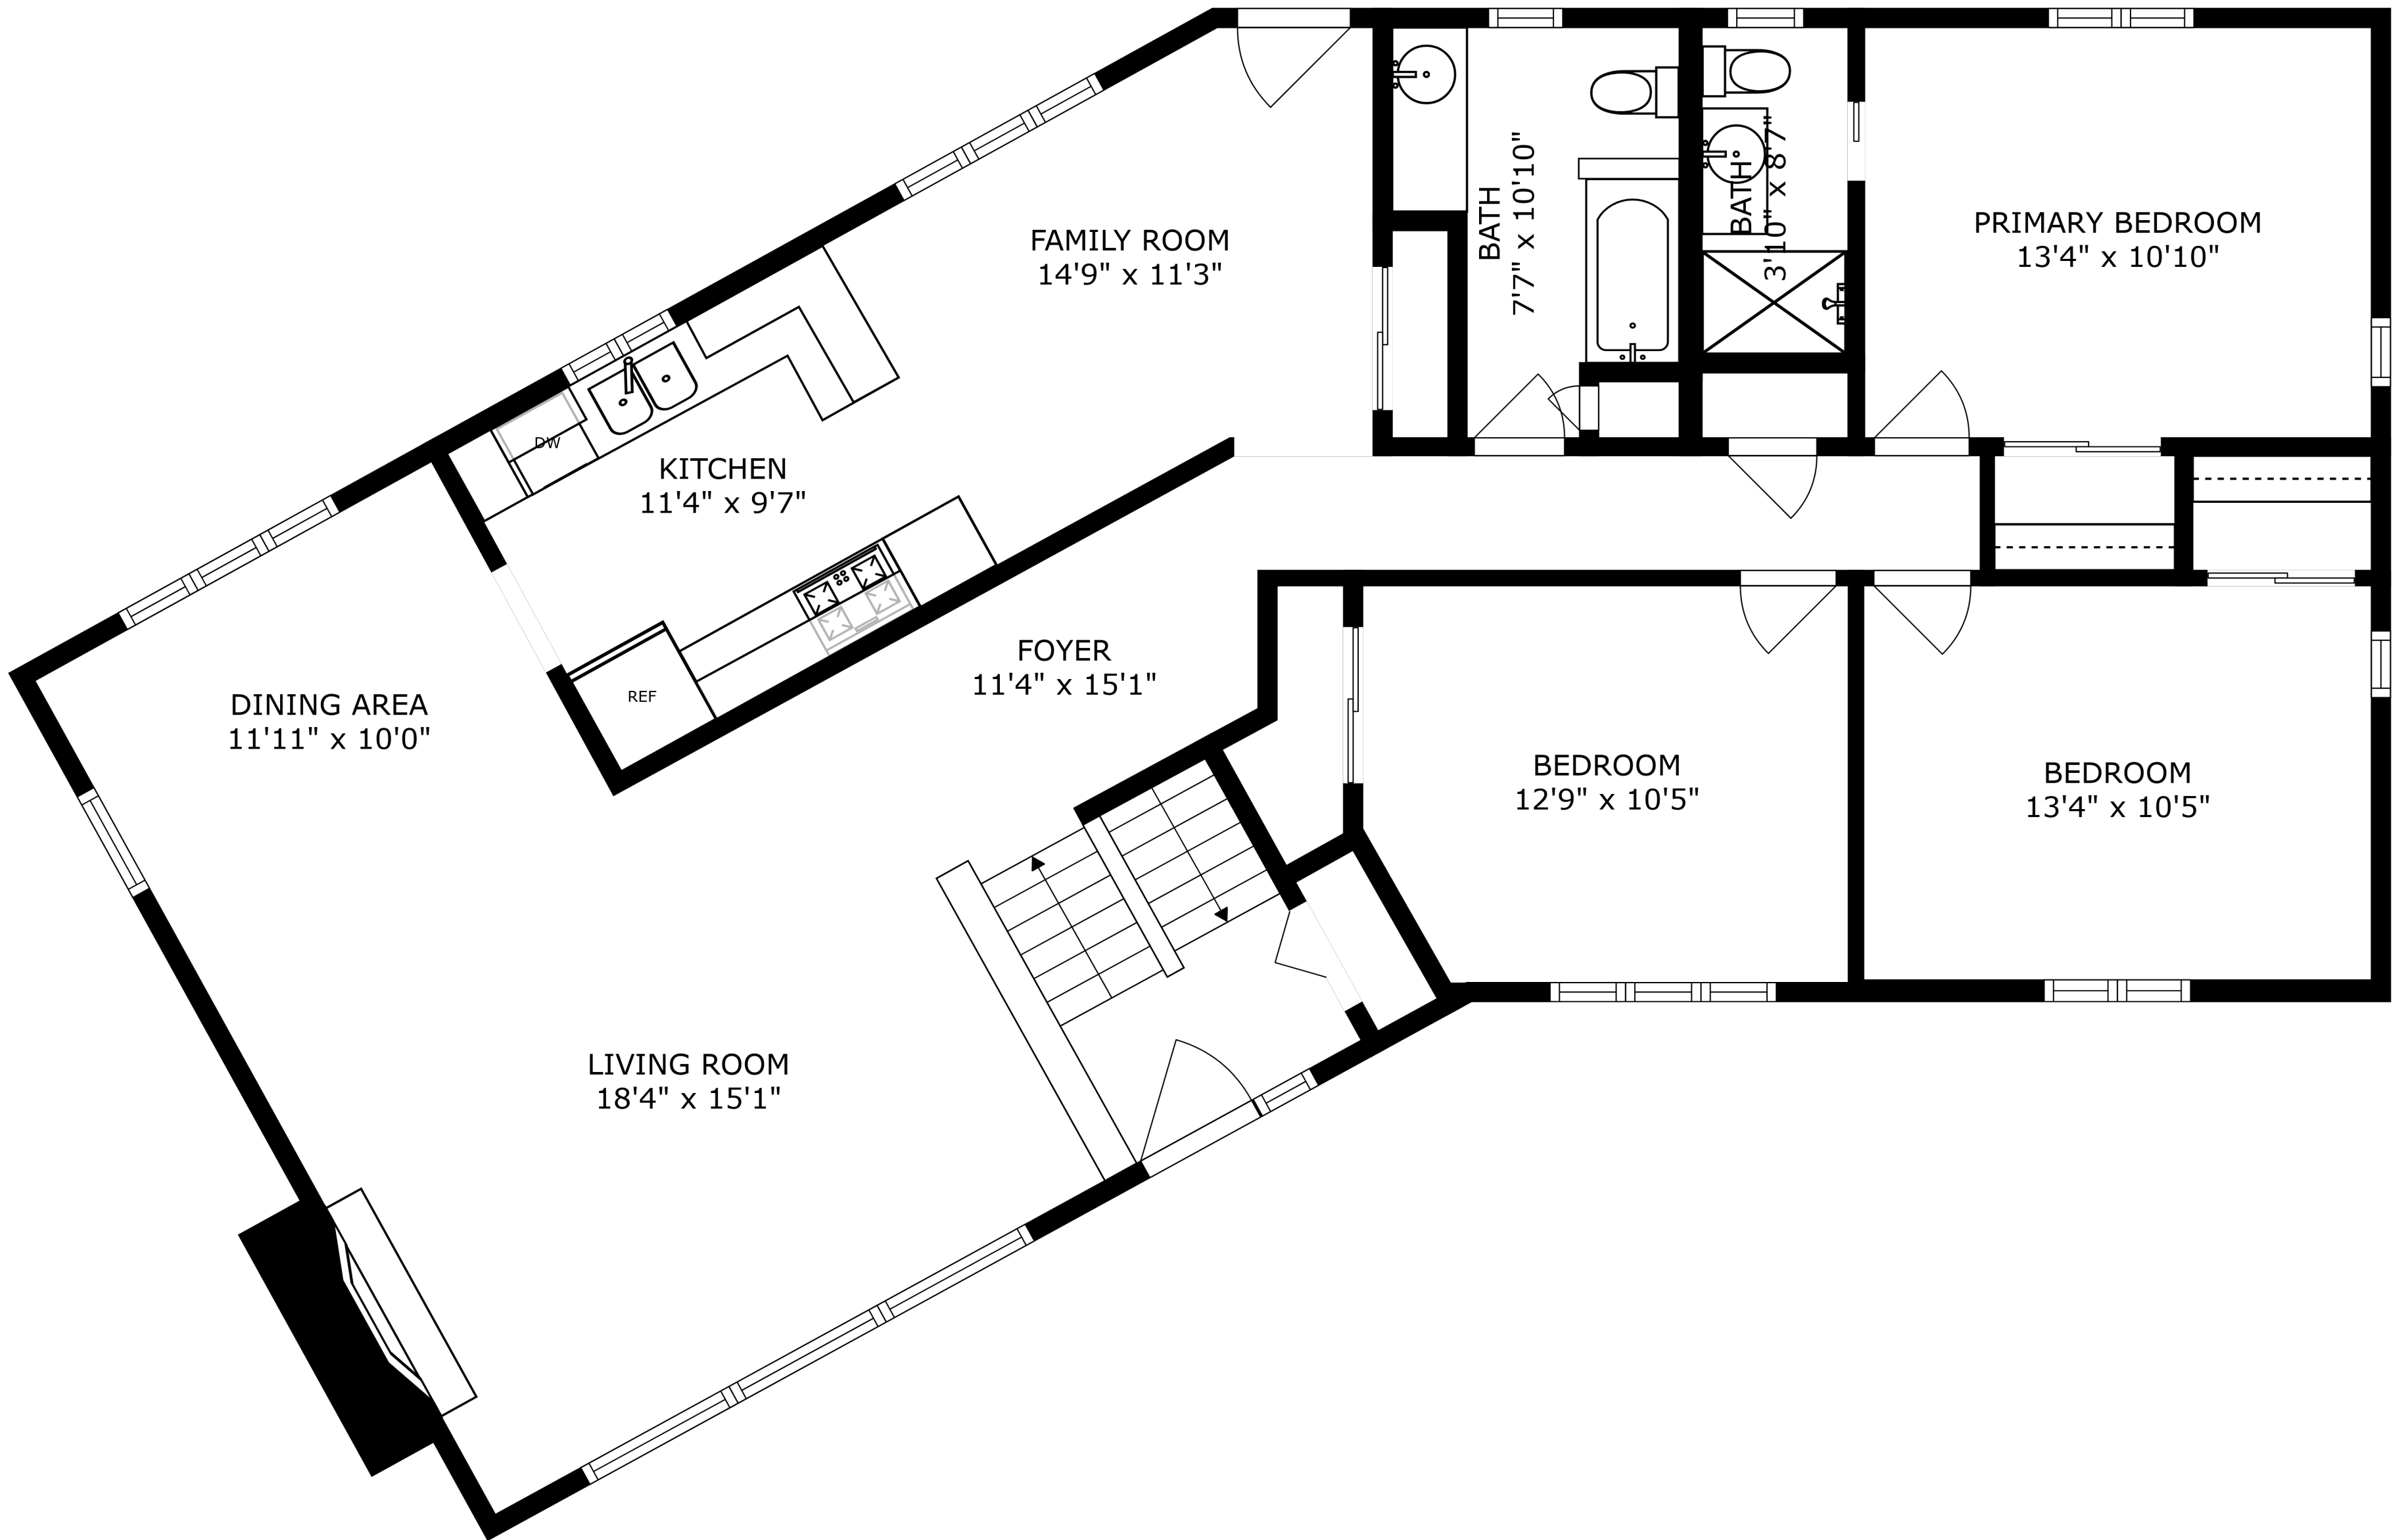 FAMILY ROOM
14'9" x 11'3"
BATH
7'7" x 10'10"
BATH
3'10" x 8'7"
PRIMARY BEDROOM
13'4" x 10'10"
DW
KITCHEN
11'4" x 9'7"
REF
FOYER
11'4" x 15'1"
DINING AREA
11'11" x 10'0"
BEDROOM
12'9" x 10'5"
BEDROOM
13'4" x 10'5"
LIVING ROOM
18'4" x 15'1"